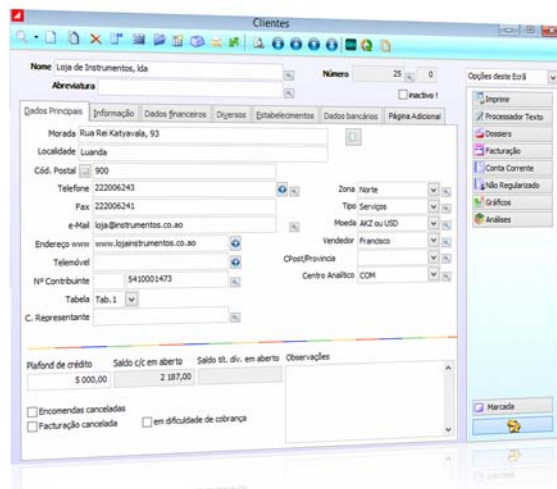 Clientes
Nome Loja de Instrumentos, lda Número 25 0
Abreviatura inactivo !
Opções deste Ecrã
Dados Principais Informação Dados financeiros Diversos Estabelecimentos Dados bancários Página Adicional
Morada Rua Rei Katyavala, 93
Localidade Luanda
Cód. Postal 900
Telefone 222006243 Zona Norte
Fax 222006241 Tipo Serviços
e-Mail loja@instrumentos.co.ao Moeda AKZ ou USD
Endereço www www.lojainstrumentos.co.ao Vendedor Francisco
Telemóvel CPost/Provincia
Nº Contribuinte 5410001473 Centro Analítico COM
Tabela Tab.1
C. Representante
Plafond de crédito Saldo c/c em aberto Saldo tít. div. em aberto Observações
5 000,00 2 187,00
Encomendas canceladas
Facturação cancelada em dificuldade de cobrança
Imprimir
Processador Texto
Dossiers
Facturação
Conta Corrente
Não Regularizado
Gráficos
Análises
Marcada